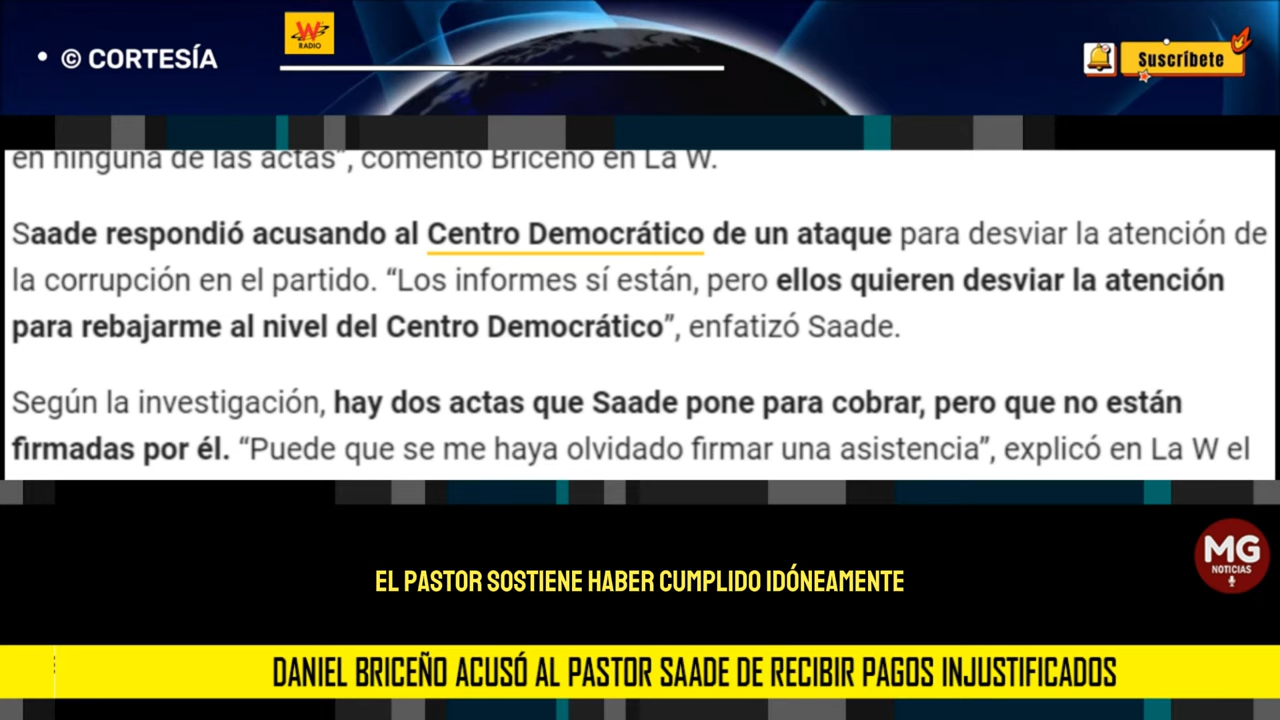 • © CORTESÍA
W
RADIO
Suscríbete
en ninguna de las actas”, comentó Briceño en La W.
Saade respondió acusando al Centro Democrático de un ataque para desviar la atención de
la corrupción en el partido. “Los informes sí están, pero ellos quieren desviar la atención
para rebajarme al nivel del Centro Democrático”, enfatizó Saade.
Según la investigación, hay dos actas que Saade pone para cobrar, pero que no están
firmadas por él. “Puede que se me haya olvidado firmar una asistencia”, explicó en La W el
MG
NOTICIAS
EL PASTOR SOSTIENE HABER CUMPLIDO IDÓNEAMENTE
DANIEL BRICEÑO ACUSÓ AL PASTOR SAADE DE RECIBIR PAGOS INJUSTIFICADOS